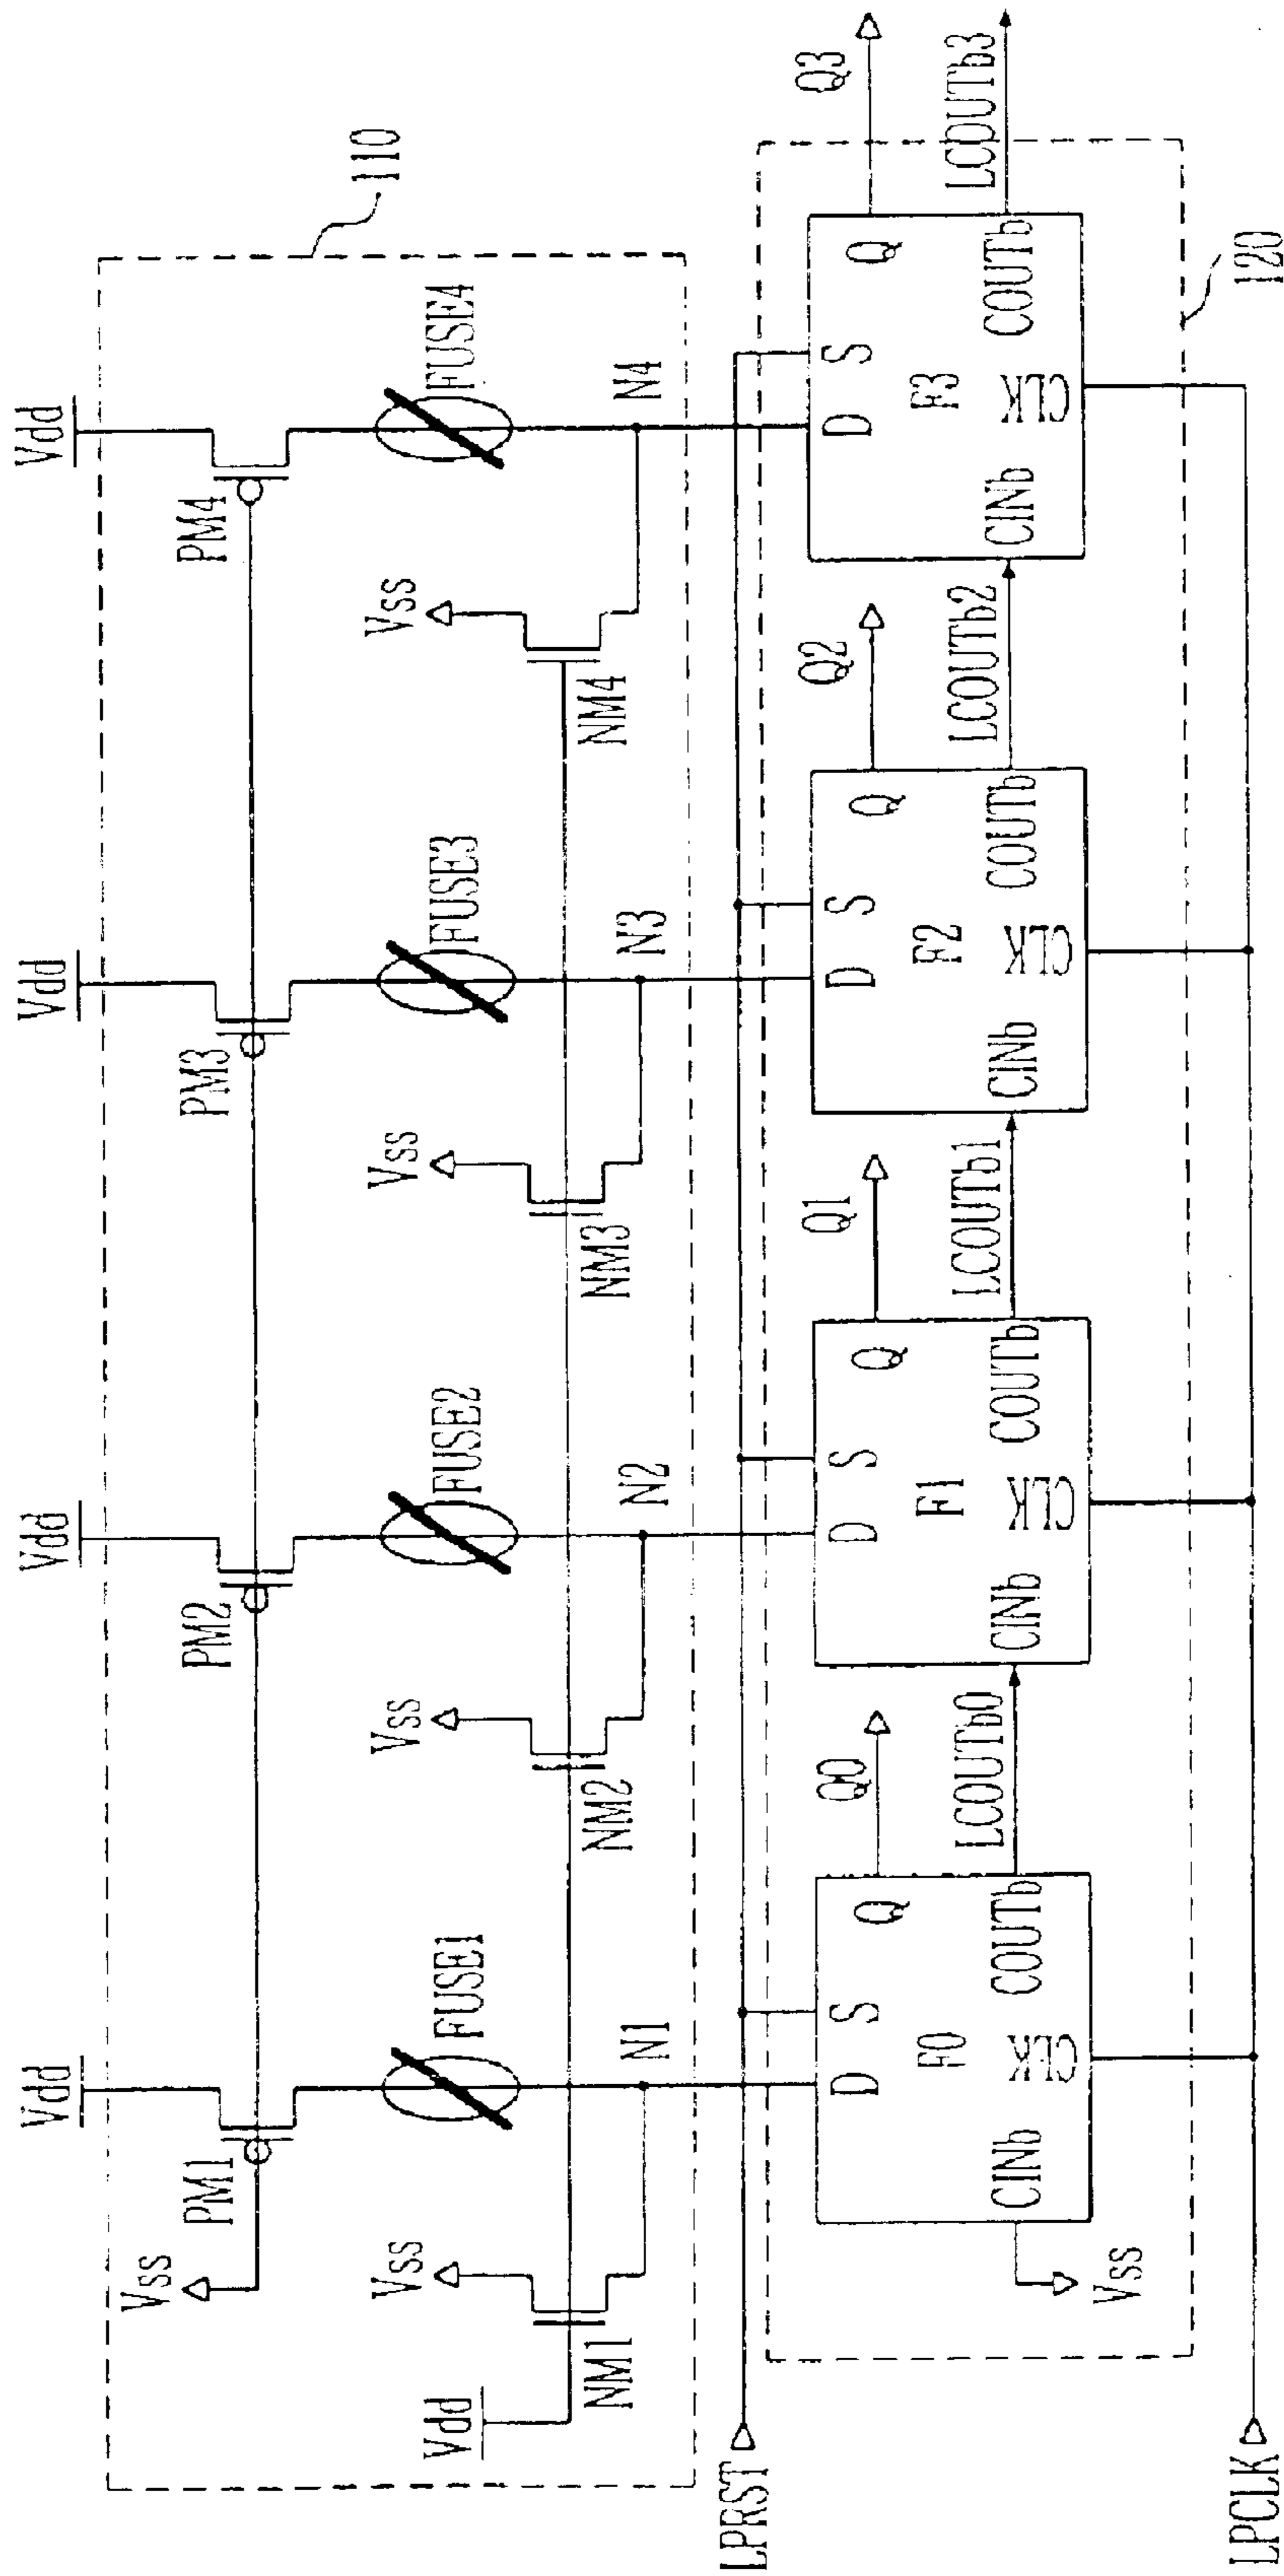 110
Vdd Vdd Vdd Vdd
Vss PM1 PM2 PM3 PM4
FUSE1 FUSE2 FUSE3 FUSE4
Vss Vss Vss Vss
Vdd NM1 NM2 NM3 NM4
N1 N2 N3 N4
LPRST
D S Q Q0 D S Q Q1 D S Q Q2 D S Q Q3
F0 F1 F2 F3
CINb CLK COUTb LCOUTb0 CINb CLK COUTb LCOUTb1 CINb CLK COUTb LCOUTb2 CINb CLK COUTb LCOUTb3
Vss
LPCLK
120